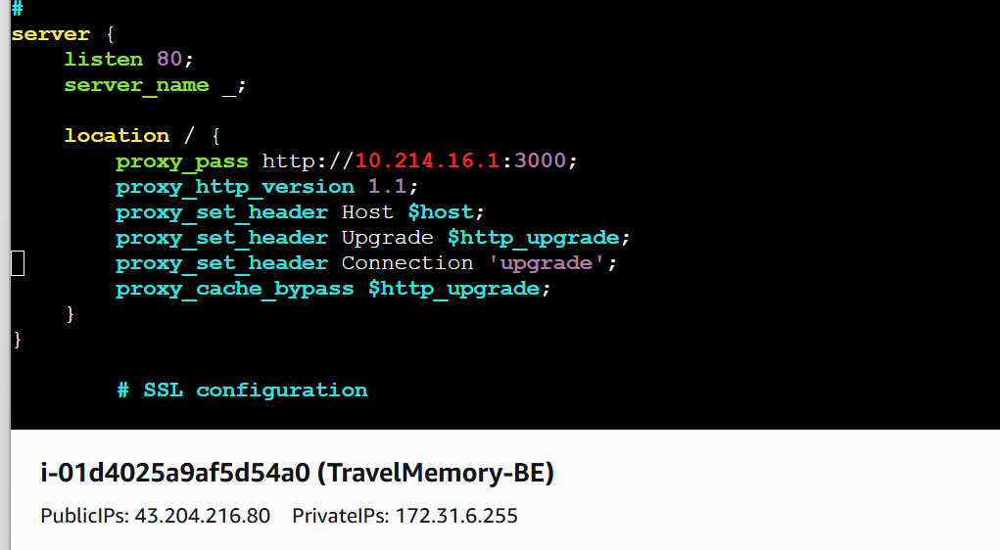 #
server {
    listen 80;
    server_name _;
    location / {
        proxy_pass http://10.214.16.1:3000;
        proxy_http_version 1.1;
        proxy_set_header Host $host;
        proxy_set_header Upgrade $http_upgrade;
        proxy_set_header Connection 'upgrade';
        proxy_cache_bypass $http_upgrade;
    }
}
        # SSL configuration
i-01d4025a9af5d54a0 (TravelMemory-BE)
PublicIPs: 43.204.216.80    PrivateIPs: 172.31.6.255